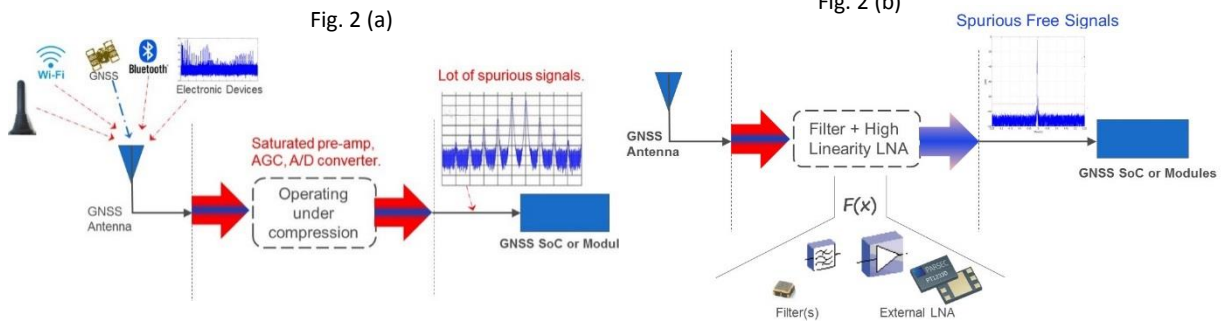 Fig. 2 (a)
Wi-Fi
GNSS
Bluetooth
Electronic Devices
Lot of spurious signals.
Saturated pre-amp,
AGC, A/D converter.
Operating
under
compression
GNSS
Antenna
GNSS SoC or Modul
Fig. 2 (b)
Spurious Free Signals
GNSS
Antenna
Filter + High
Linearity LNA
GNSS SoC or Modules
F(x)
PARSEC
Filter(s)
External LNA